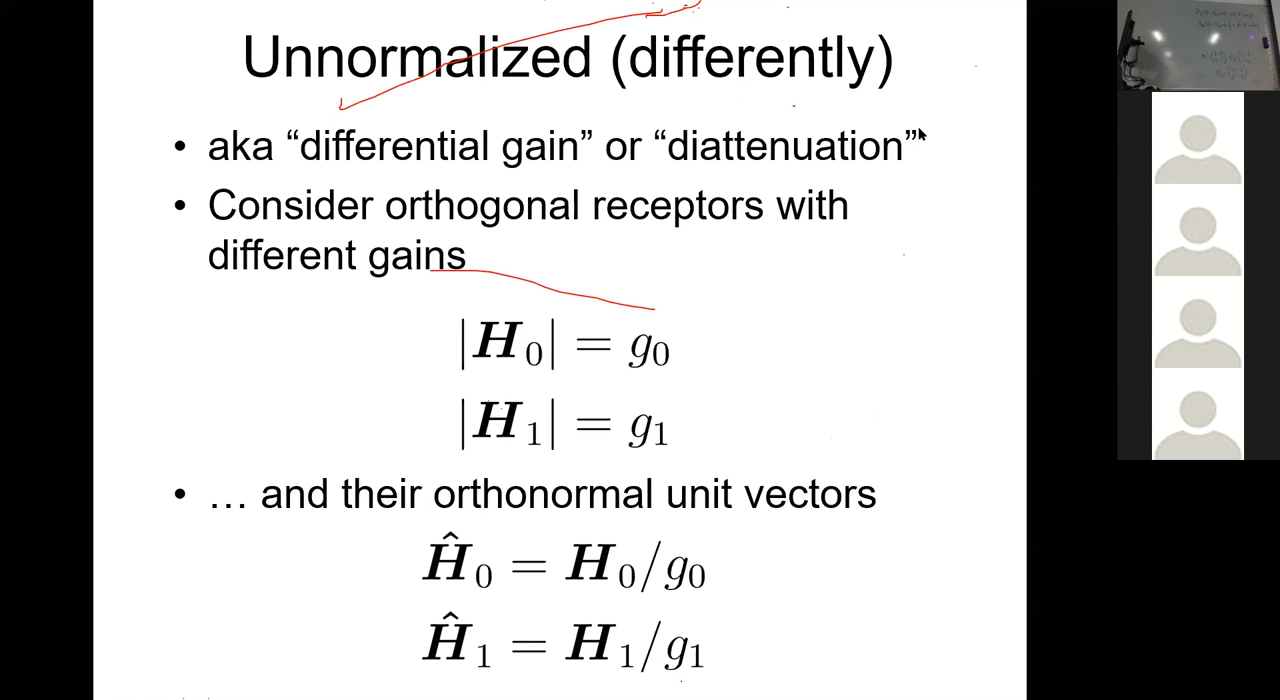 Unnormalized (differently)
• aka “differential gain” or “diattenuation”
• Consider orthogonal receptors with
different gains
|H₀| = g₀
|H₁| = g₁
• … and their orthonormal unit vectors
Ĥ₀ = H₀/g₀
Ĥ₁ = H₁/g₁